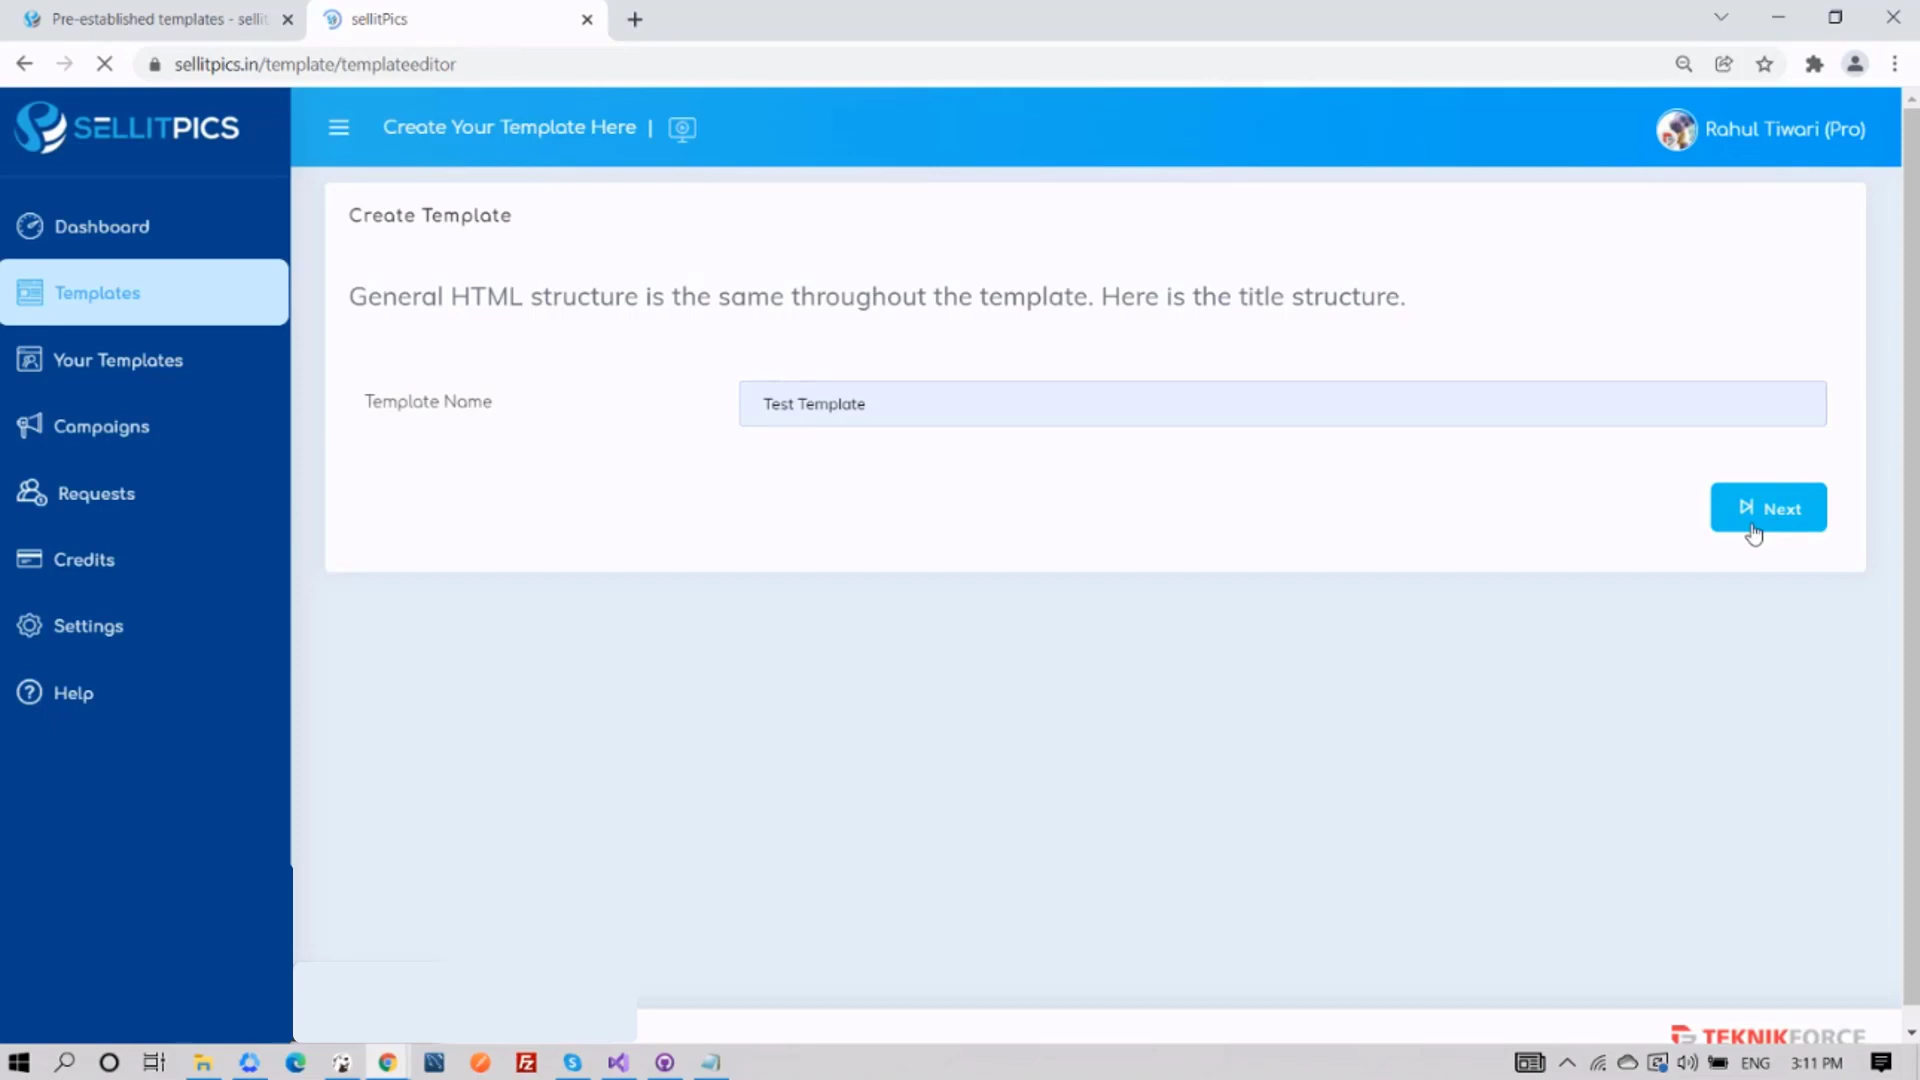 Pre-established templates - sellit
sellitPics
sellitpics.in/template/templateeditor
SELLITPICS
Create Your Template Here |
Rahul Tiwari (Pro)
Dashboard
Templates
Your Templates
Campaigns
Requests
Credits
Settings
Help
Create Template
General HTML structure is the same throughout the template. Here is the title structure.
Template Name
Test Template
Next
TEKNIKFORCE
ENG
3:11 PM